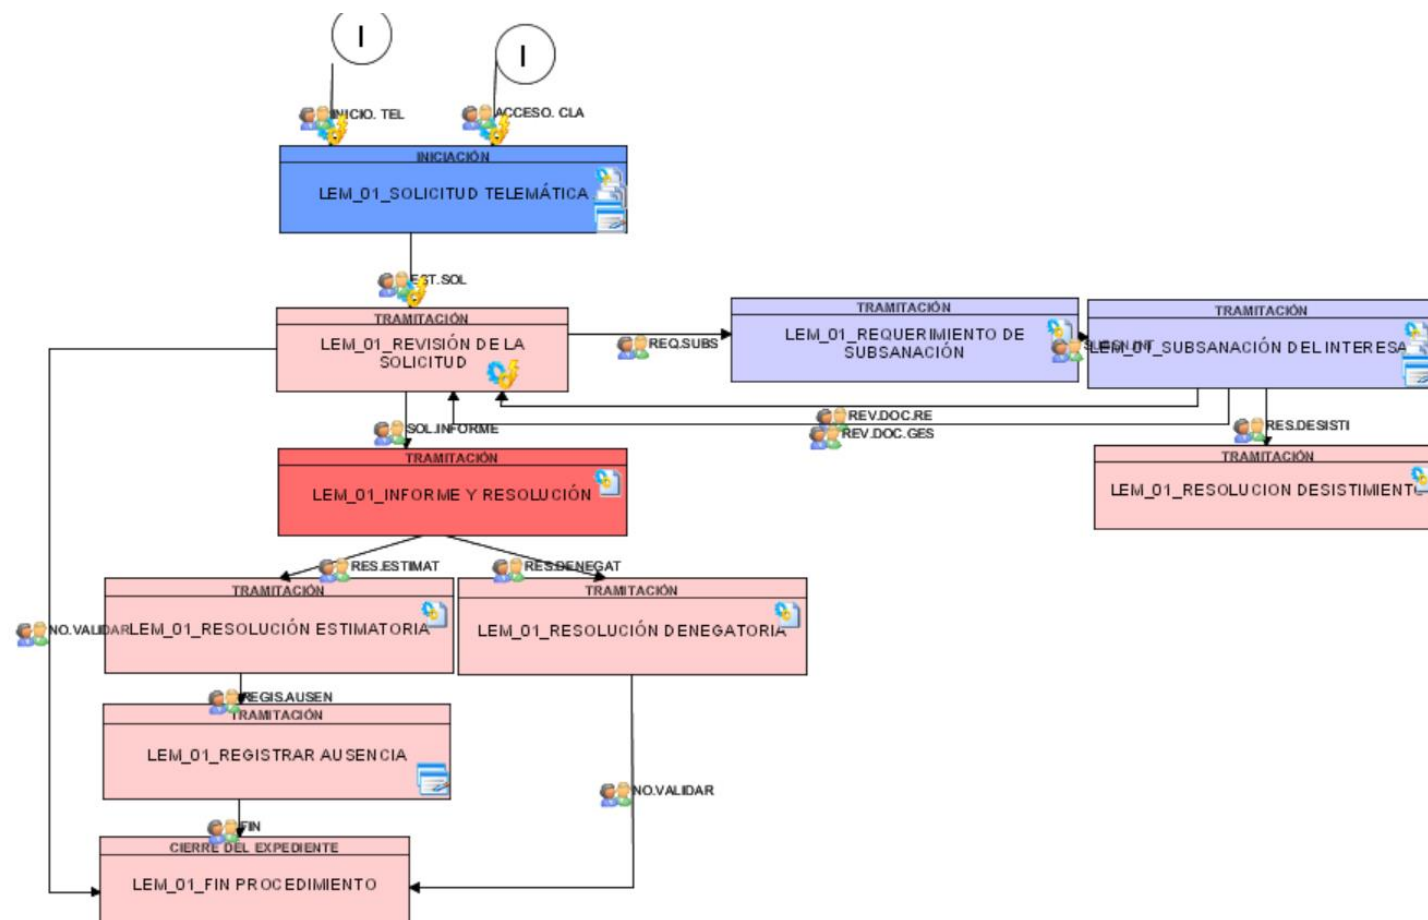 I
I
INICIO. TEL
ACCESO. CLA
INICIACIÓN
LEM_01_SOLICITUD TELEMÁTICA
EST.SOL
TRAMITACIÓN
LEM_01_REVISIÓN DE LA
SOLICITUD
REQ.SUBS
TRAMITACIÓN
LEM_01_REQUERIMIENTO DE
SUBSANACIÓN
TRAMITACIÓN
LEM_01_SUBSANACIÓN DEL INTERESA
REV.DOC.RE
REV.DOC.GES
RES.DESISTI
TRAMITACIÓN
LEM_01_RESOLUCION DESISTIMIENTO
SOL.INFORME
TRAMITACIÓN
LEM_01_INFORME Y RESOLUCIÓN
RES.ESTIMAT
RES.DENEGAT
TRAMITACIÓN
LEM_01_RESOLUCIÓN ESTIMATORIA
TRAMITACIÓN
LEM_01_RESOLUCIÓN DENEGATORIA
NO.VALIDAR
REGIS.AUSEN
TRAMITACIÓN
LEM_01_REGISTRAR AUSENCIA
NO.VALIDAR
FIN
CIERRE DEL EXPEDIENTE
LEM_01_FIN PROCEDIMIENTO